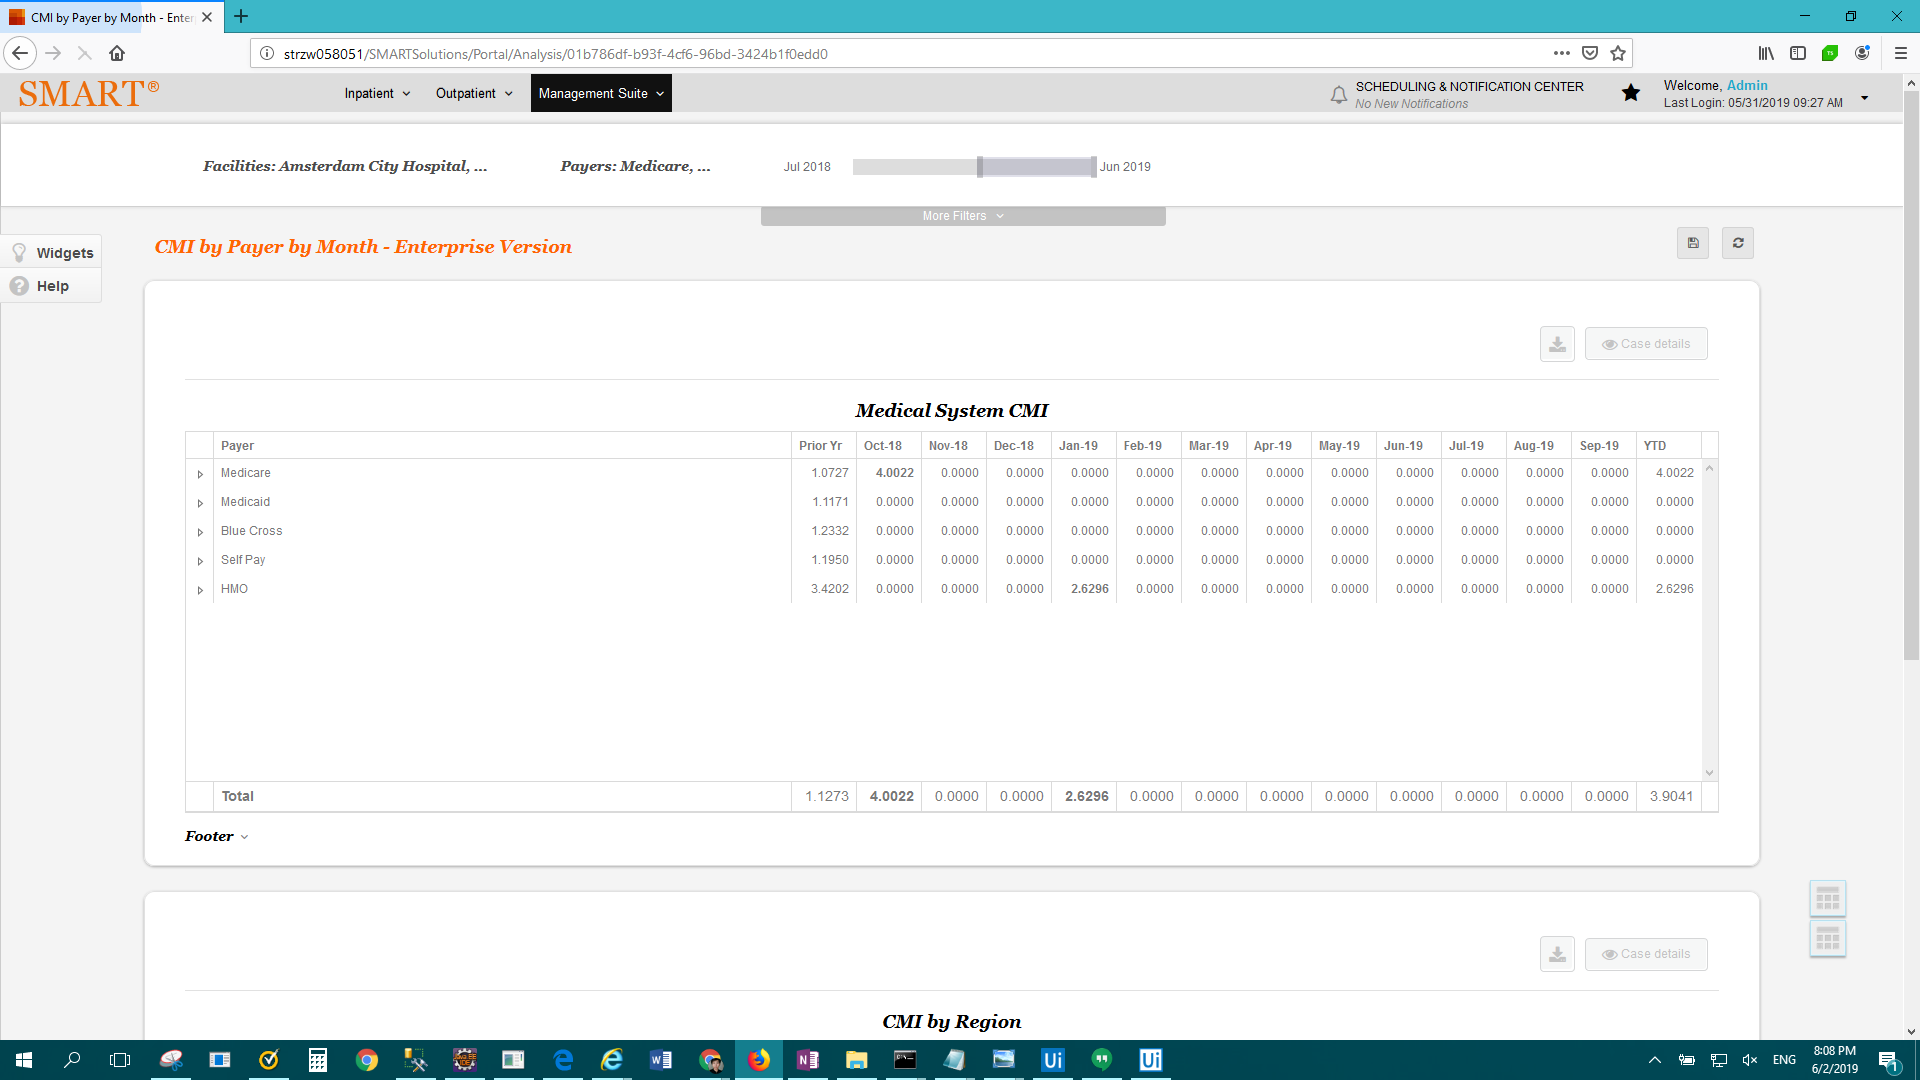 CMI by Payer by Month - Enter
strzw058051/SMARTSolutions/Portal/Analysis/01b786df-b93f-4cf6-96bd-3424b1f0edd0
SMART®
Inpatient
Outpatient
Management Suite
SCHEDULING & NOTIFICATION CENTER
No New Notifications
Welcome, Admin
Last Login: 05/31/2019 09:27 AM
Facilities: Amsterdam City Hospital, ...
Payers: Medicare, ...
Jul 2018
Jun 2019
More Filters
Widgets
Help
CMI by Payer by Month - Enterprise Version
Case details
Medical System CMI
Payer Prior Yr Oct-18 Nov-18 Dec-18 Jan-19 Feb-19 Mar-19 Apr-19 May-19 Jun-19 Jul-19 Aug-19 Sep-19 YTD
Medicare 1.0727 4.0022 0.0000 0.0000 0.0000 0.0000 0.0000 0.0000 0.0000 0.0000 0.0000 0.0000 0.0000 4.0022
Medicaid 1.1171 0.0000 0.0000 0.0000 0.0000 0.0000 0.0000 0.0000 0.0000 0.0000 0.0000 0.0000 0.0000 0.0000
Blue Cross 1.2332 0.0000 0.0000 0.0000 0.0000 0.0000 0.0000 0.0000 0.0000 0.0000 0.0000 0.0000 0.0000 0.0000
Self Pay 1.1950 0.0000 0.0000 0.0000 0.0000 0.0000 0.0000 0.0000 0.0000 0.0000 0.0000 0.0000 0.0000 0.0000
HMO 3.4202 0.0000 0.0000 0.0000 2.6296 0.0000 0.0000 0.0000 0.0000 0.0000 0.0000 0.0000 0.0000 2.6296
Total 1.1273 4.0022 0.0000 0.0000 2.6296 0.0000 0.0000 0.0000 0.0000 0.0000 0.0000 0.0000 0.0000 3.9041
Footer
Case details
CMI by Region
ENG
8:08 PM
6/2/2019
1